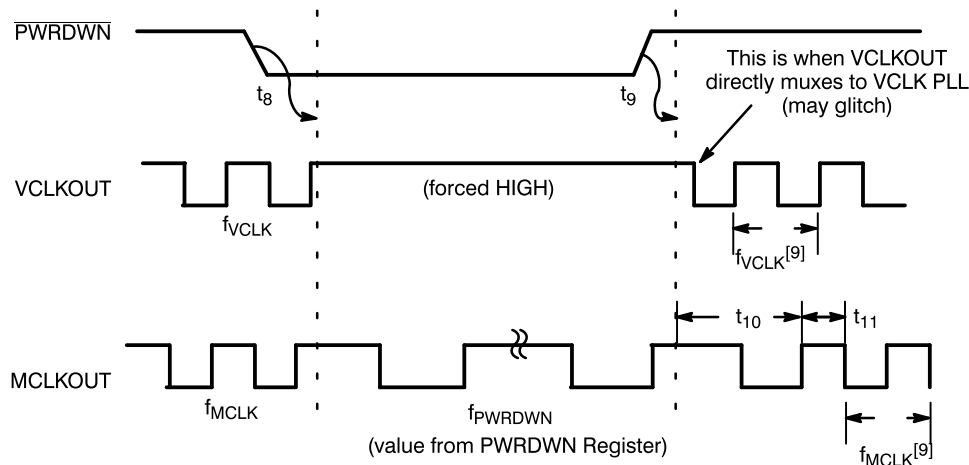 PWRDWN
t8
t9
This is when VCLKOUT
directly muxes to VCLK PLL
(may glitch)
VCLKOUT
(forced HIGH)
fVCLK
fVCLK[9]
t10
t11
MCLKOUT
fMCLK
fPWRDWN
(value from PWRDWN Register)
fMCLK[9]